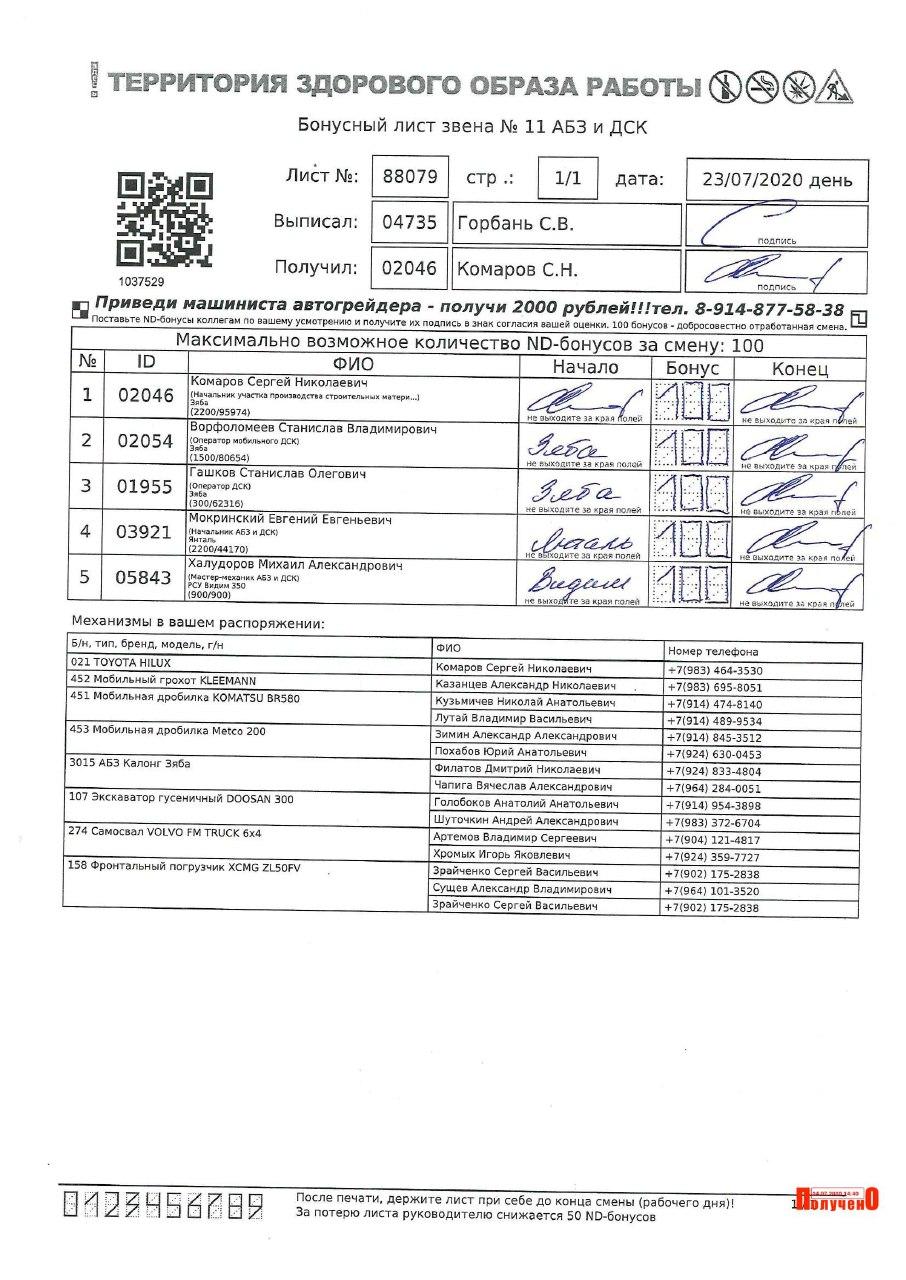 ТЕРРИТОРИЯ ЗДОРОВОГО ОБРАЗА РАБОТЫ
Бонусный лист звена № 11 АБЗ и ДСК
Лист №: 88079 стр .: 1/1 дата: 23/07/2020 день
Выписал: 04735 Горбань С.В.
подпись
Получил: 02046 Комаров С.Н.
подпись
1037529
Приведи машиниста автогрейдера - получи 2000 рублей!!!тел. 8-914-877-58-38
Поставьте ND-бонусы коллегам по вашему усмотрению и получите их подпись в знак согласия вашей оценки. 100 бонусов - добросовестно отработанная смена.
Максимально возможное количество ND-бонусов за смену: 100
№ ID ФИО Начало Бонус Конец
1 02046 Комаров Сергей Николаевич 100
(Начальник участка производства строительных матери...)
Зяба
(2200/95974)
не выходите за края полей не выходите за края полей
2 02054 Ворфоломеев Станислав Владимирович Зяба 100
(Оператор мобильного ДСК)
Зяба
(1500/80654)
не выходите за края полей не выходите за края полей
3 01955 Гашков Станислав Олегович Зяба 100
(Оператор ДСК)
Зяба
(300/62316)
не выходите за края полей не выходите за края полей
4 03921 Мокринский Евгений Евгеньевич Янталь 100
(Начальник АБЗ и ДСК)
Янталь
(2200/44170)
не выходите за края полей не выходите за края полей
5 05843 Халудоров Михаил Александрович Видим 100
(Мастер-механик АБЗ и ДСК)
РСУ Видим 350
(900/900)
не выходите за края полей не выходите за края полей
Механизмы в вашем распоряжении:
Б/н, тип, бренд, модель, г/н ФИО Номер телефона
021 TOYOTA HILUX Комаров Сергей Николаевич +7(983) 464-3530
452 Мобильный грохот KLEEMANN Казанцев Александр Николаевич +7(983) 695-8051
451 Мобильная дробилка KOMATSU BR580 Кузьмичев Николай Анатольевич +7(914) 474-8140
Лутай Владимир Васильевич +7(914) 489-9534
453 Мобильная дробилка Metco 200 Зимин Александр Александрович +7(914) 845-3512
Похабов Юрий Анатольевич +7(924) 630-0453
3015 АБЗ Калонг Зяба Филатов Дмитрий Николаевич +7(924) 833-4804
Чапига Вячеслав Александрович +7(964) 284-0051
107 Экскаватор гусеничный DOOSAN 300 Голобоков Анатолий Анатольевич +7(914) 954-3898
Шуточкин Андрей Александрович +7(983) 372-6704
274 Самосвал VOLVO FM TRUCK 6x4 Артемов Владимир Сергеевич +7(904) 121-4817
Хромых Игорь Яковлевич +7(924) 359-7727
158 Фронтальный погрузчик XCMG ZL50FV Зрайченко Сергей Васильевич +7(902) 175-2838
Сущев Александр Владимирович +7(964) 101-3520
Зрайченко Сергей Васильевич +7(902) 175-2838
0123456789
После печати, держите лист при себе до конца смены (рабочего дня)!
За потерю листа руководителю снижается 50 ND-бонусов
ПолученО